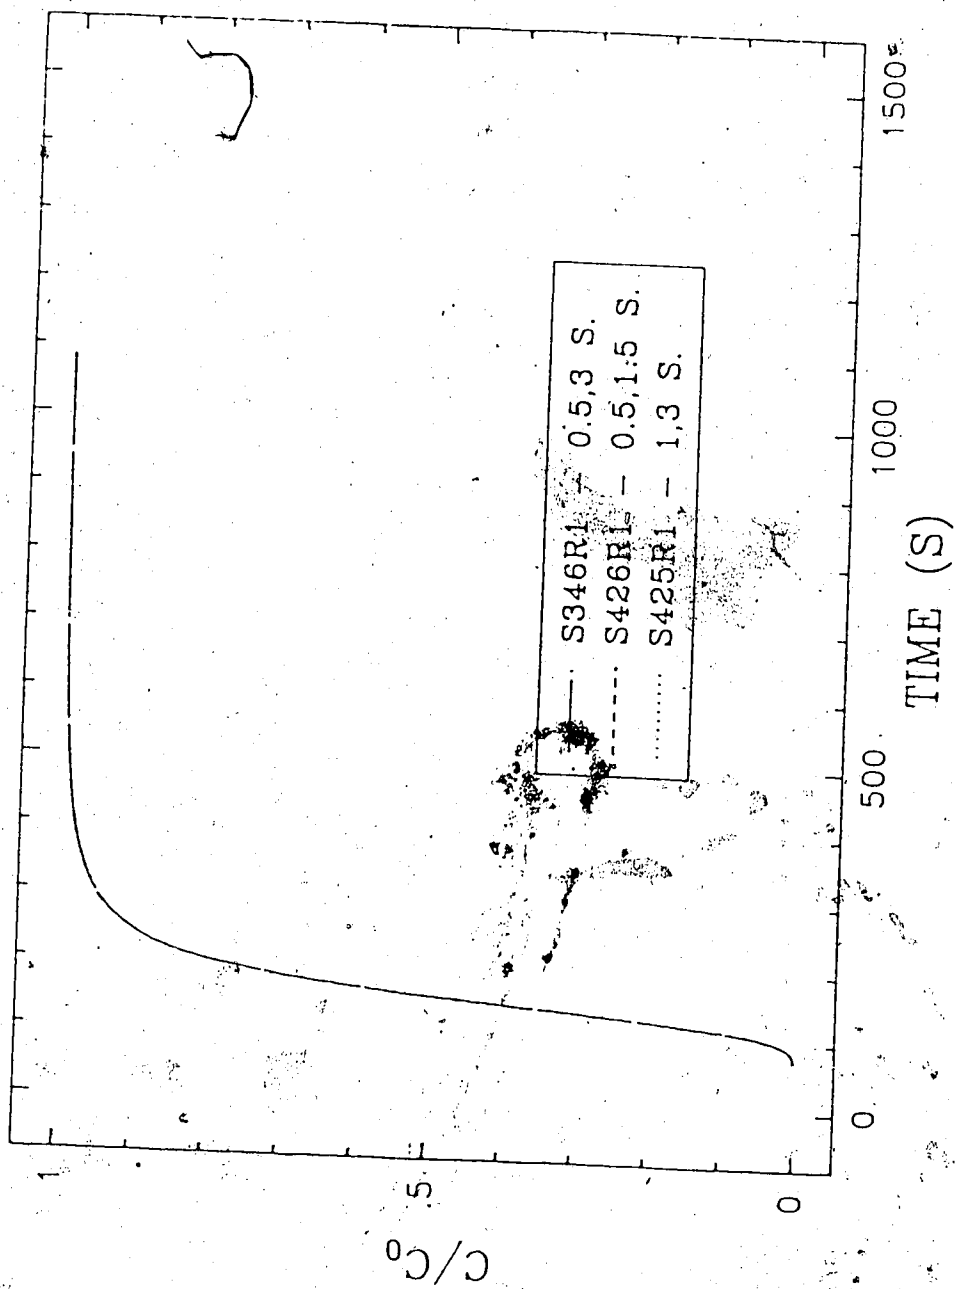 C/C0
1
.5
0
S346R1 — 0.5,3 S.
S426R1 — 0.5,1.5 S.
S425R1 — 1,3 S.
0
500
1000
1500
TIME (S)